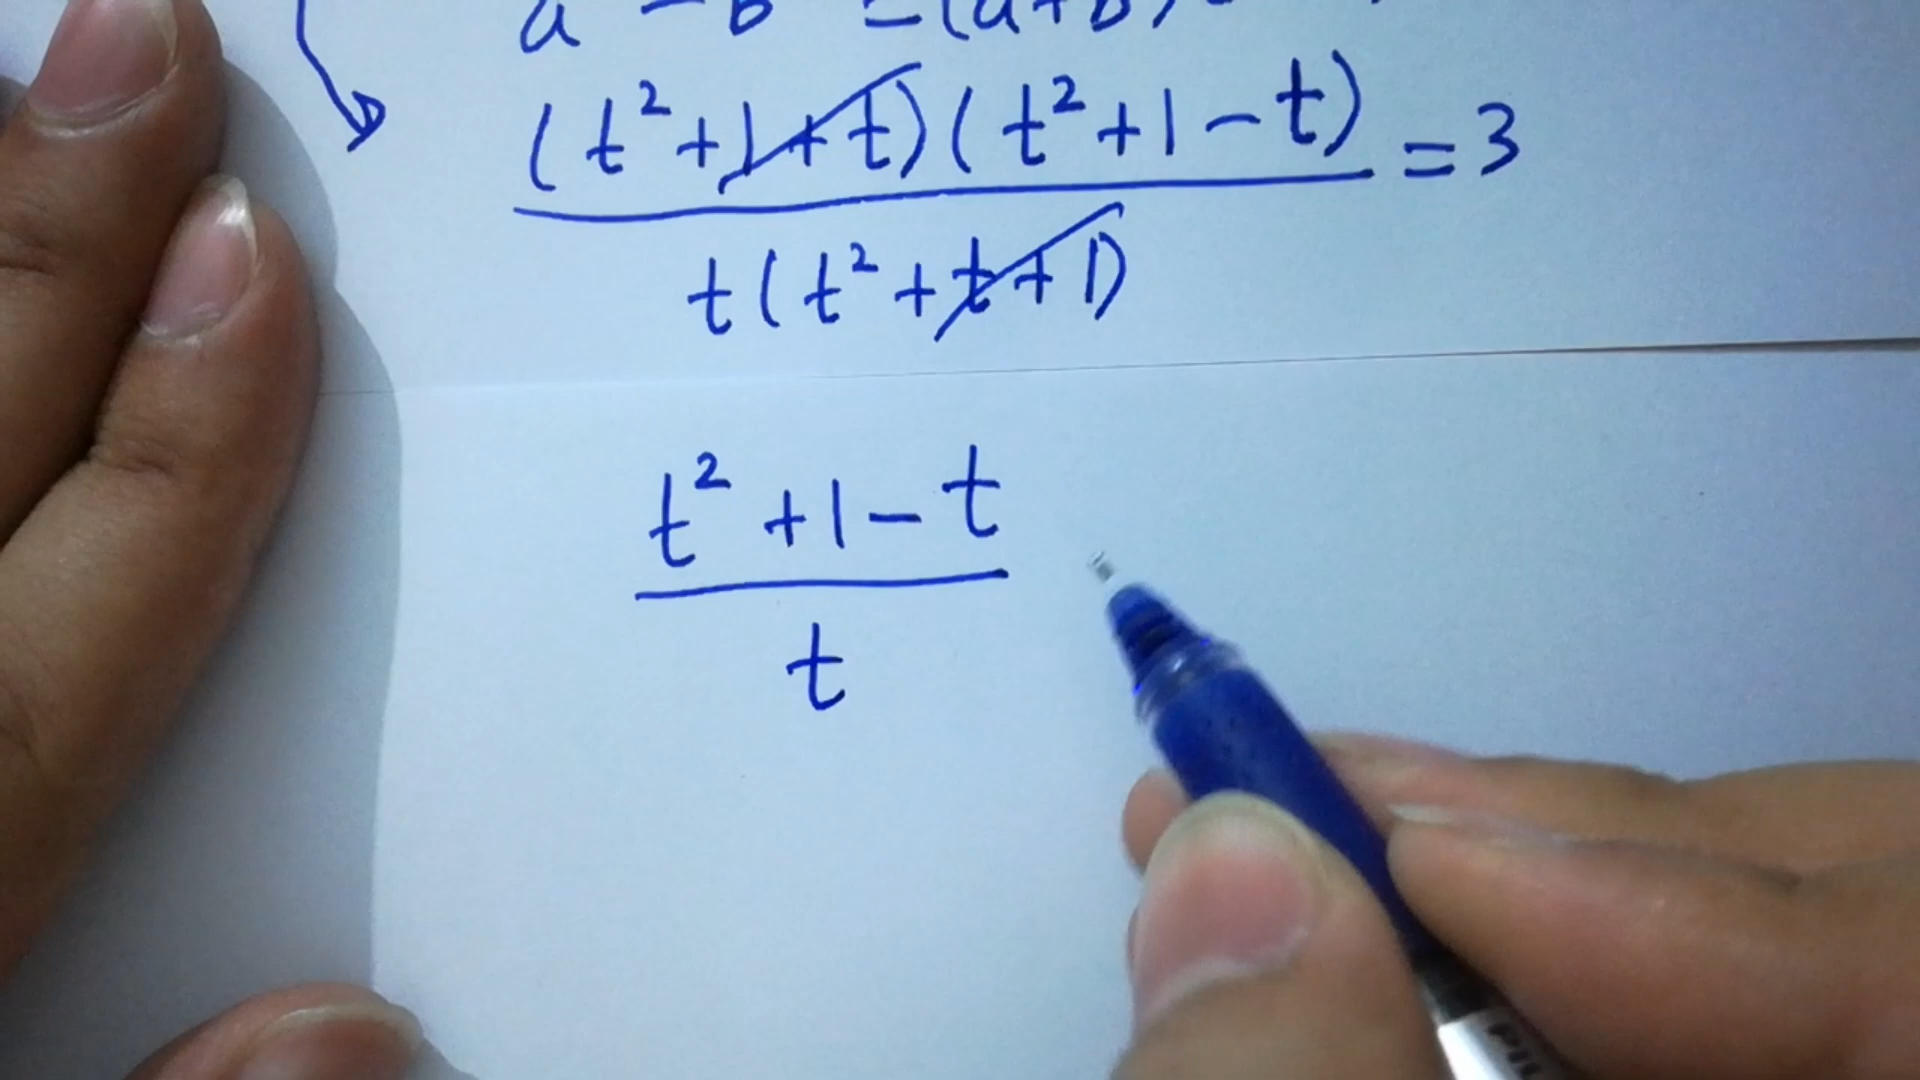 a - b = (a+b)
(t²+1+t)(t²+1-t) = 3
t(t²+t+1)
t²+1-t
t